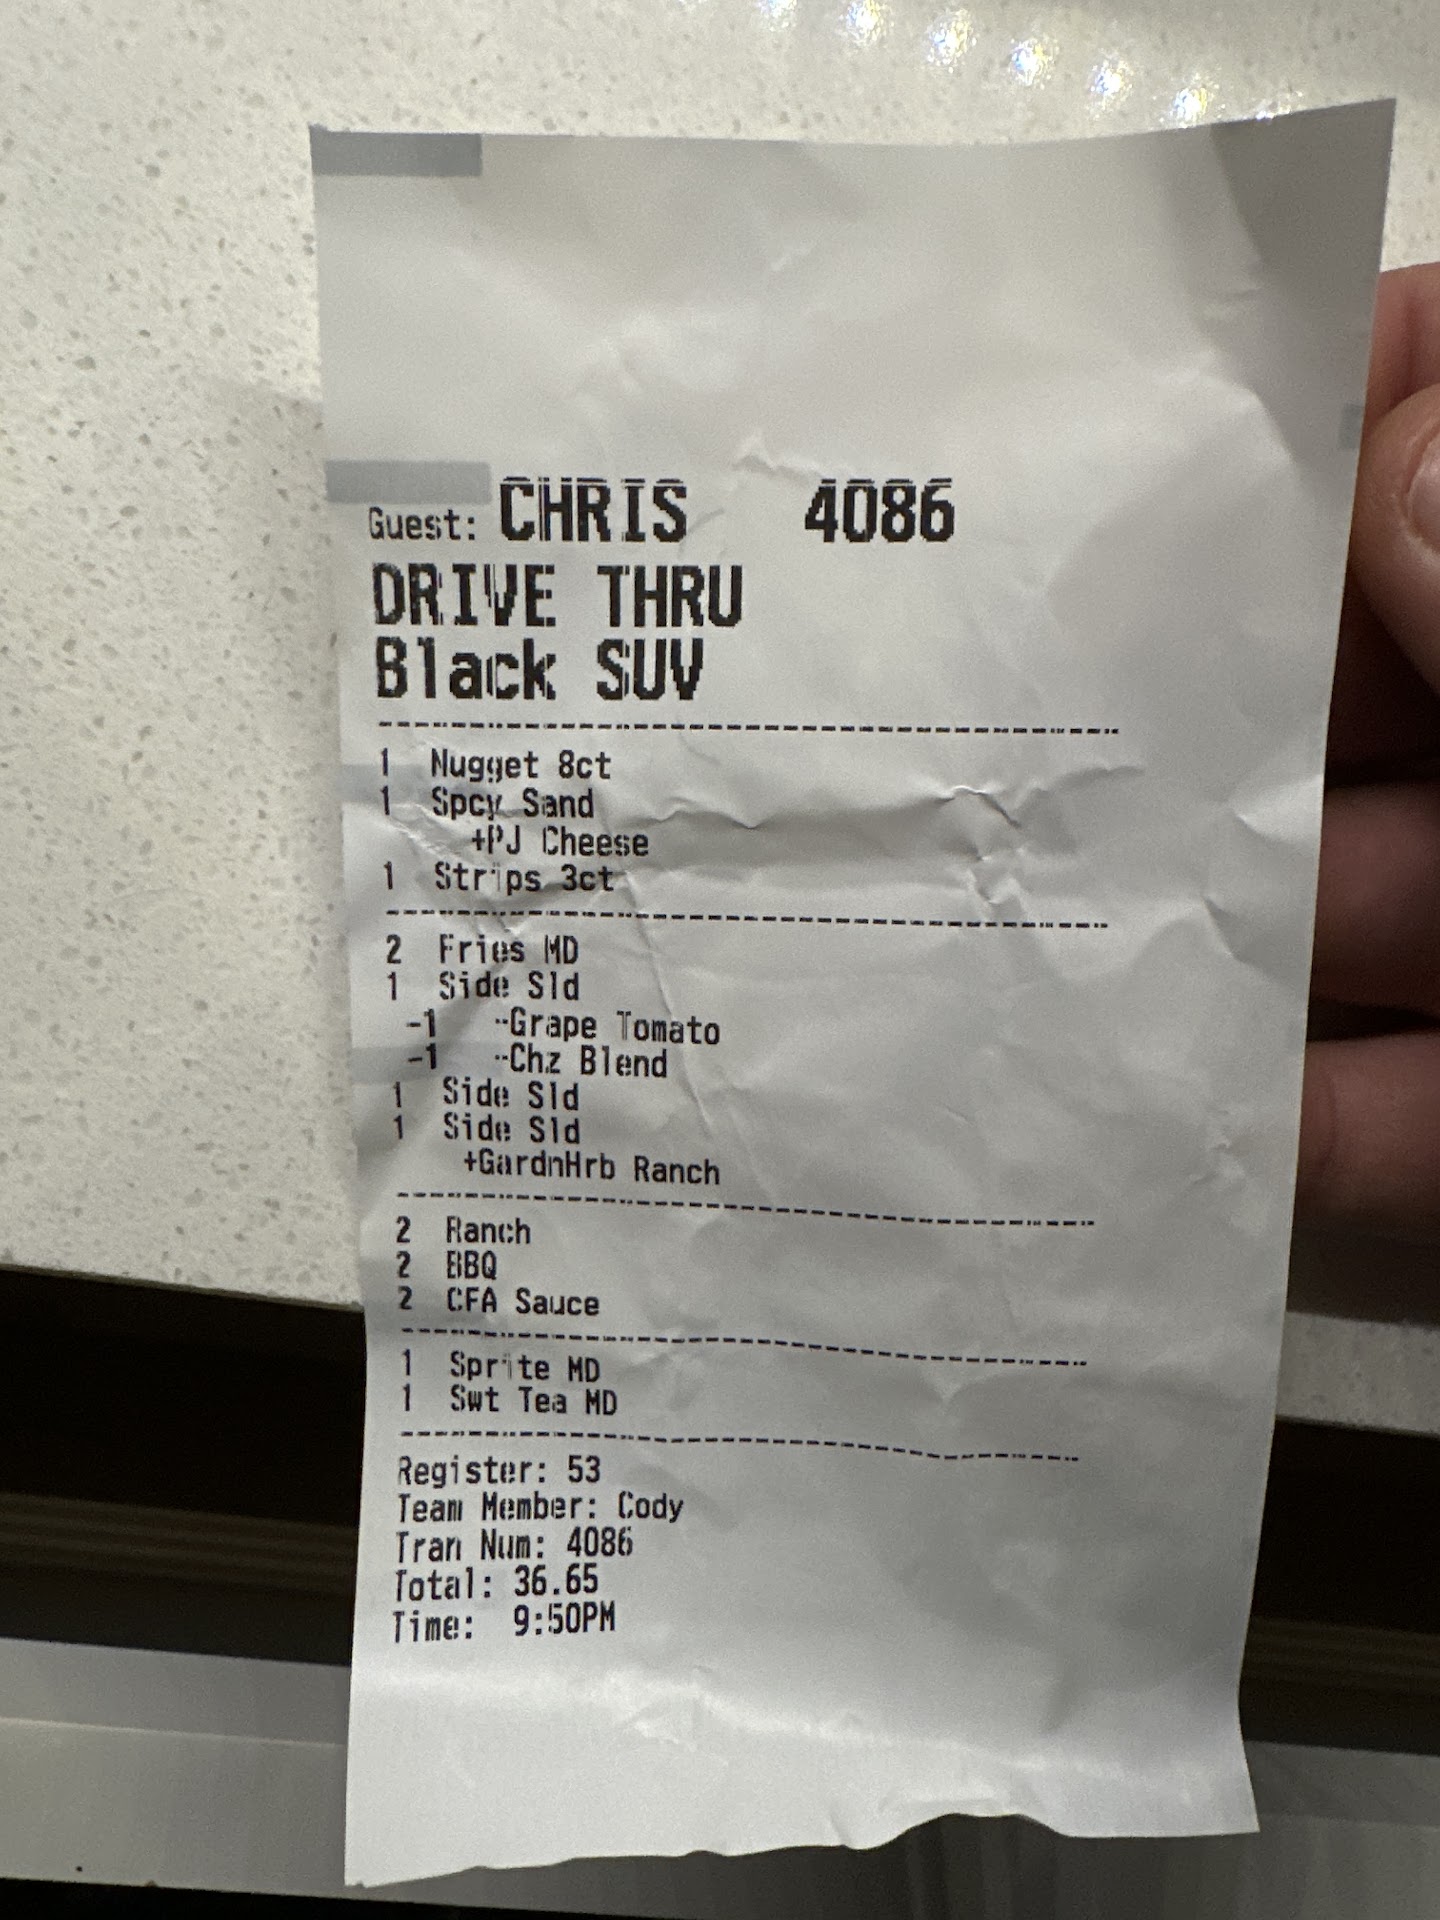 Guest: CHRIS 4086
DRIVE THRU
Black SUV
1 Nugget 8ct
1 Spcy Sand
+PJ Cheese
1 Strips 3ct
2 Fries MD
1 Side Sld
-1 -Grape Tomato
-1 -Chz Blend
1 Side Sld
1 Side Sld
+GardnHrb Ranch
2 Ranch
2 BBQ
2 CFA Sauce
1 Sprite MD
1 Swt Tea MD
Register: 53
Team Member: Cody
Tran Num: 4086
Total: 36.65
Time: 9:50PM